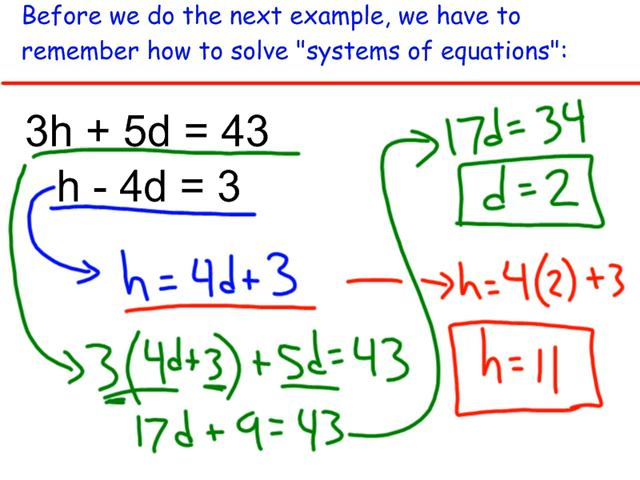 Before we do the next example, we have to
remember how to solve "systems of equations":
3h + 5d = 43
h - 4d = 3
h = 4d+3
3(4d+3) + 5d = 43
17d + 9 = 43
17d = 34
d = 2
h = 4(2) + 3
h = 11